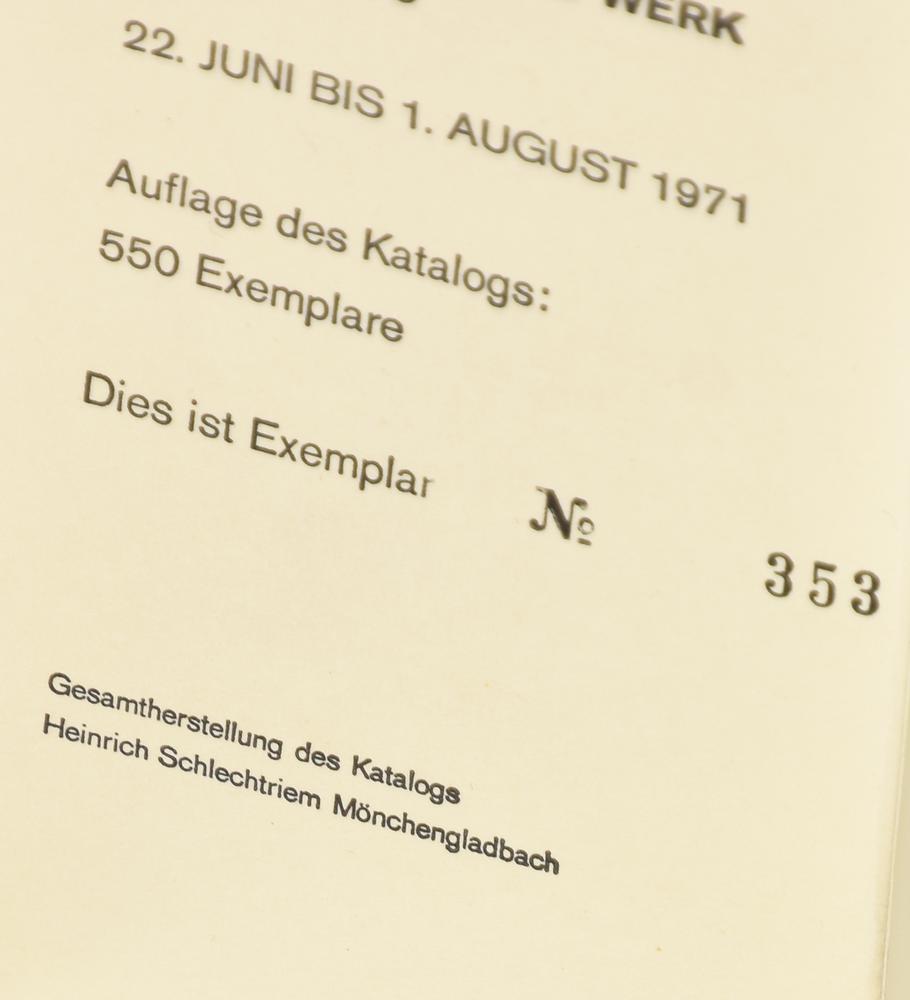 WERK
22. JUNI BIS 1. AUGUST 1971
Auflage des Katalogs:
550 Exemplare
Dies ist Exemplar № 353
Gesamtherstellung des Katalogs
Heinrich Schlechtriem Mönchengladbach